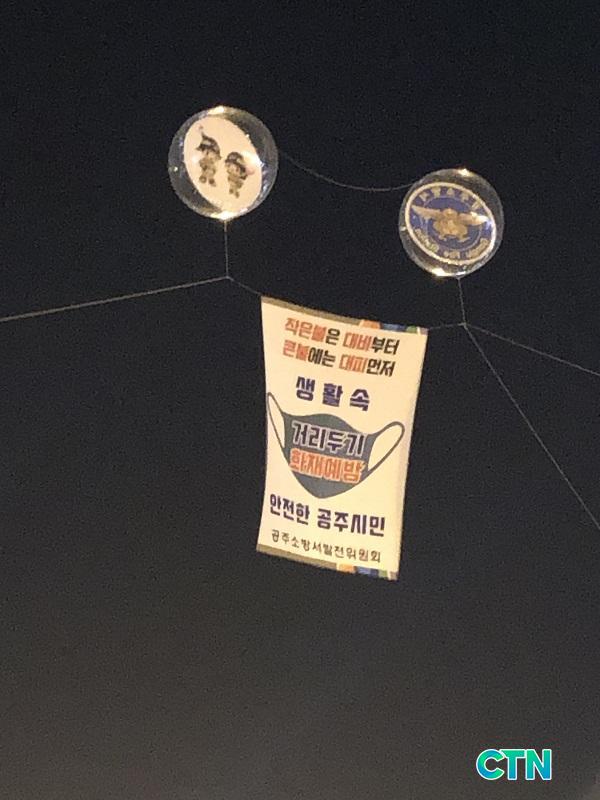 작은불은 대비부터
큰불에는 대피먼저
생활속
거리두기
화재예방
안전한 공주시민
공주소방서발전위원회
CTN